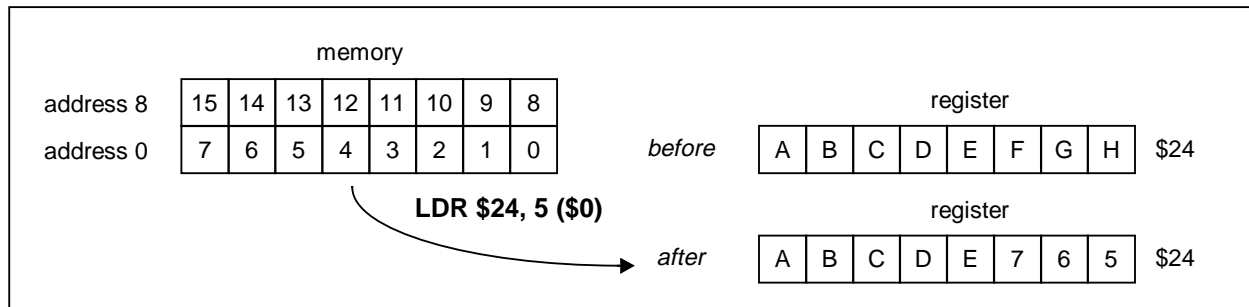 memory
address 8 15 14 13 12 11 10 9 8
address 0 7 6 5 4 3 2 1 0
LDR $24, 5 ($0)
register
before A B C D E F G H $24
register
after A B C D E 7 6 5 $24